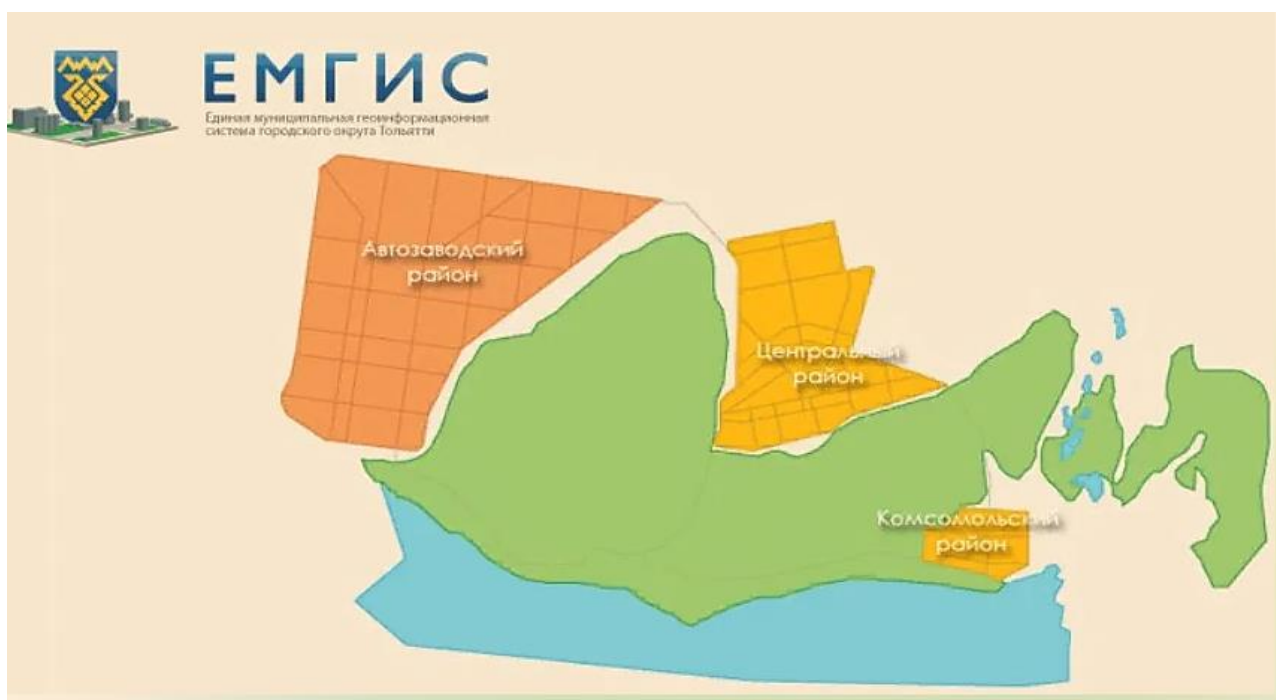 ЕМГИС
Единая муниципальная геоинформационная
система городского округа Тольятти
Автозаводский
район
Центральный
район
Комсомольский
район